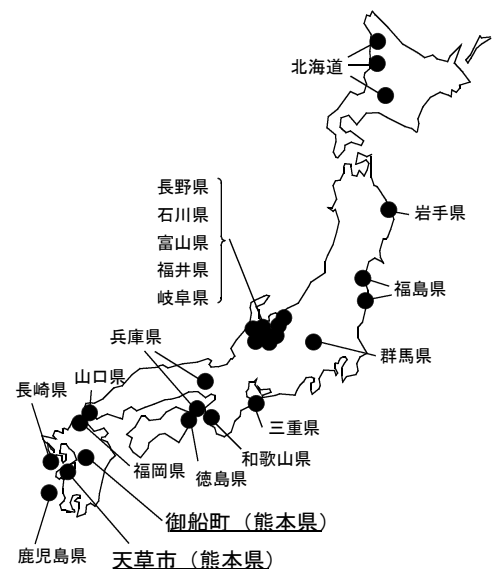 北海道
長野県
石川県
富山県
福井県
岐阜県
岩手県
福島県
兵庫県
群馬県
山口県
長崎県
三重県
和歌山県
福岡県
徳島県
御船町（熊本県）
鹿児島県
天草市（熊本県）